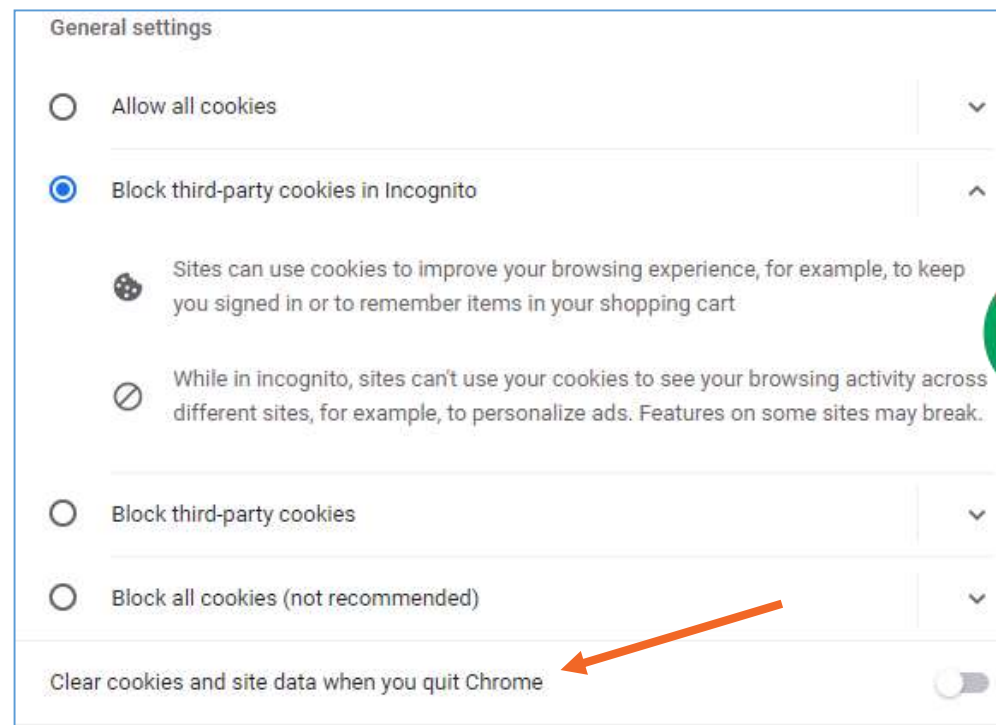 General settings
Allow all cookies
Block third-party cookies in Incognito
Sites can use cookies to improve your browsing experience, for example, to keep
you signed in or to remember items in your shopping cart
While in incognito, sites can't use your cookies to see your browsing activity across
different sites, for example, to personalize ads. Features on some sites may break.
Block third-party cookies
Block all cookies (not recommended)
Clear cookies and site data when you quit Chrome